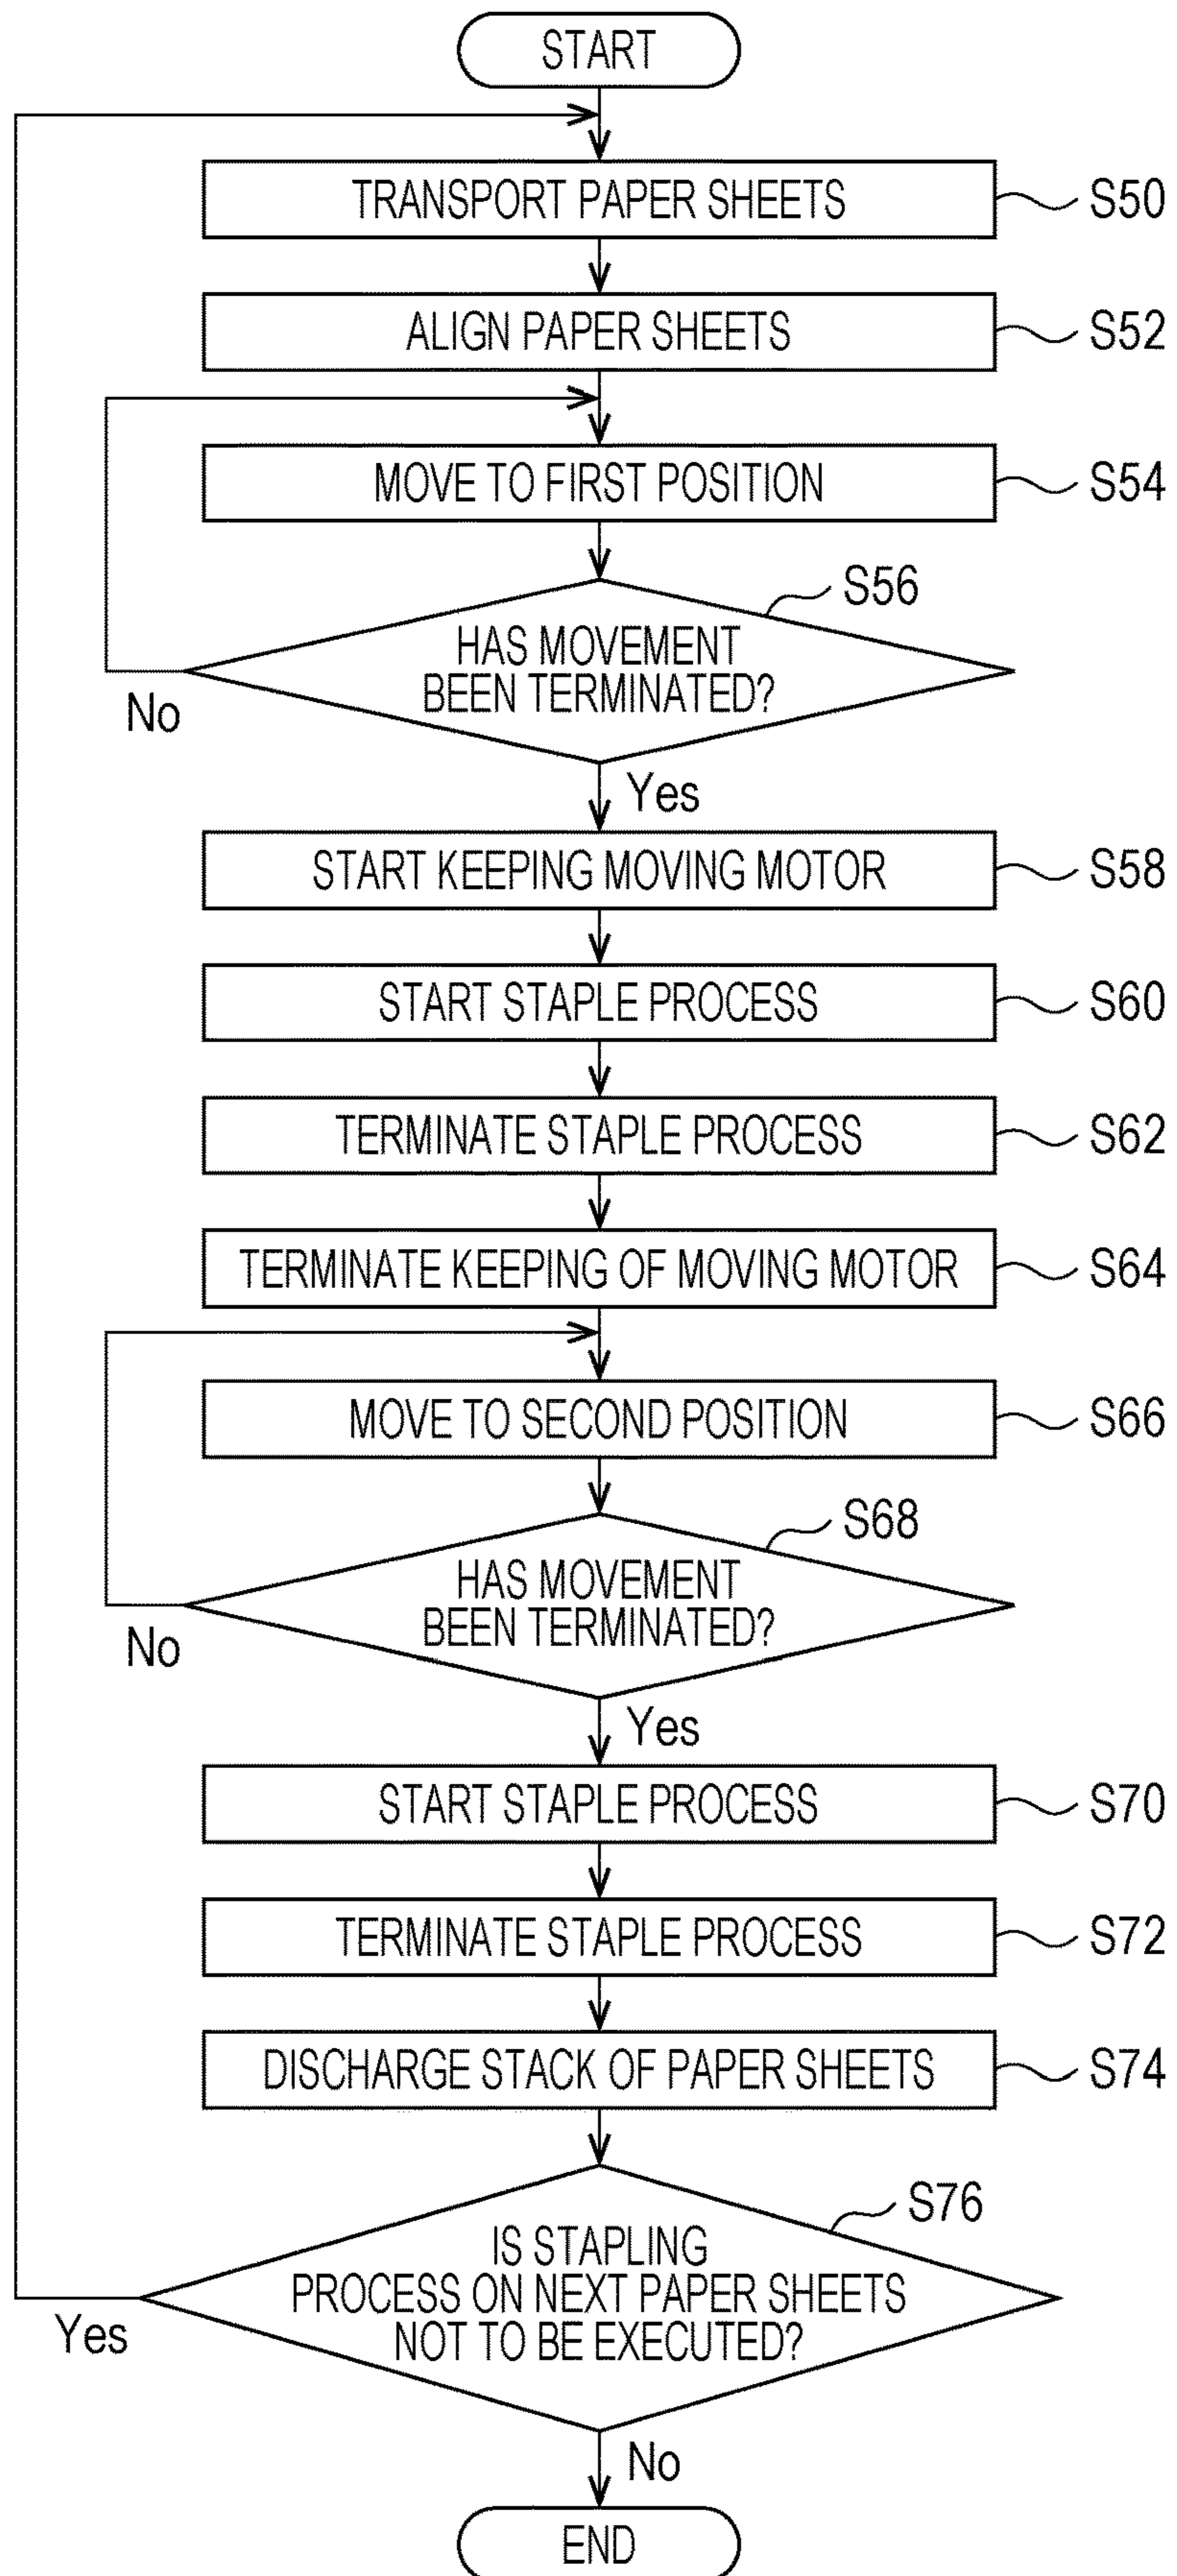 START
TRANSPORT PAPER SHEETS
S50
ALIGN PAPER SHEETS
S52
MOVE TO FIRST POSITION
S54
S56
HAS MOVEMENT
BEEN TERMINATED?
No
Yes
START KEEPING MOVING MOTOR
S58
START STAPLE PROCESS
S60
TERMINATE STAPLE PROCESS
S62
TERMINATE KEEPING OF MOVING MOTOR
S64
MOVE TO SECOND POSITION
S66
S68
HAS MOVEMENT
BEEN TERMINATED?
No
Yes
START STAPLE PROCESS
S70
TERMINATE STAPLE PROCESS
S72
DISCHARGE STACK OF PAPER SHEETS
S74
S76
IS STAPLING
PROCESS ON NEXT PAPER SHEETS
NOT TO BE EXECUTED?
Yes
No
END